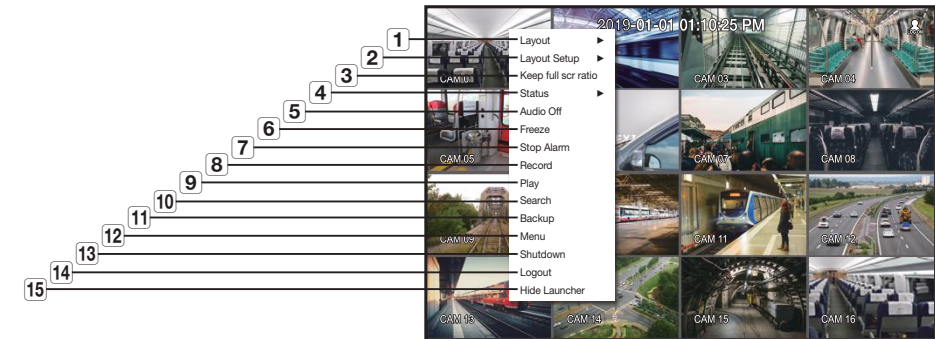 2019-01-01 01:10:25 PM
LOGON
1 Layout ►
2 Layout Setup ►
3 Keep full scr ratio
4 Status ►
5 Audio Off
6 Freeze
7 Stop Alarm
8 Record
9 Play
10 Search
11 Backup
12 Menu
13 Shutdown
14 Logout
15 Hide Launcher
CAM 01
CAM 03
CAM 04
CAM 05
CAM 07
CAM 08
CAM 09
CAM 11
CAM 12
CAM 13
CAM 14
CAM 15
CAM 16